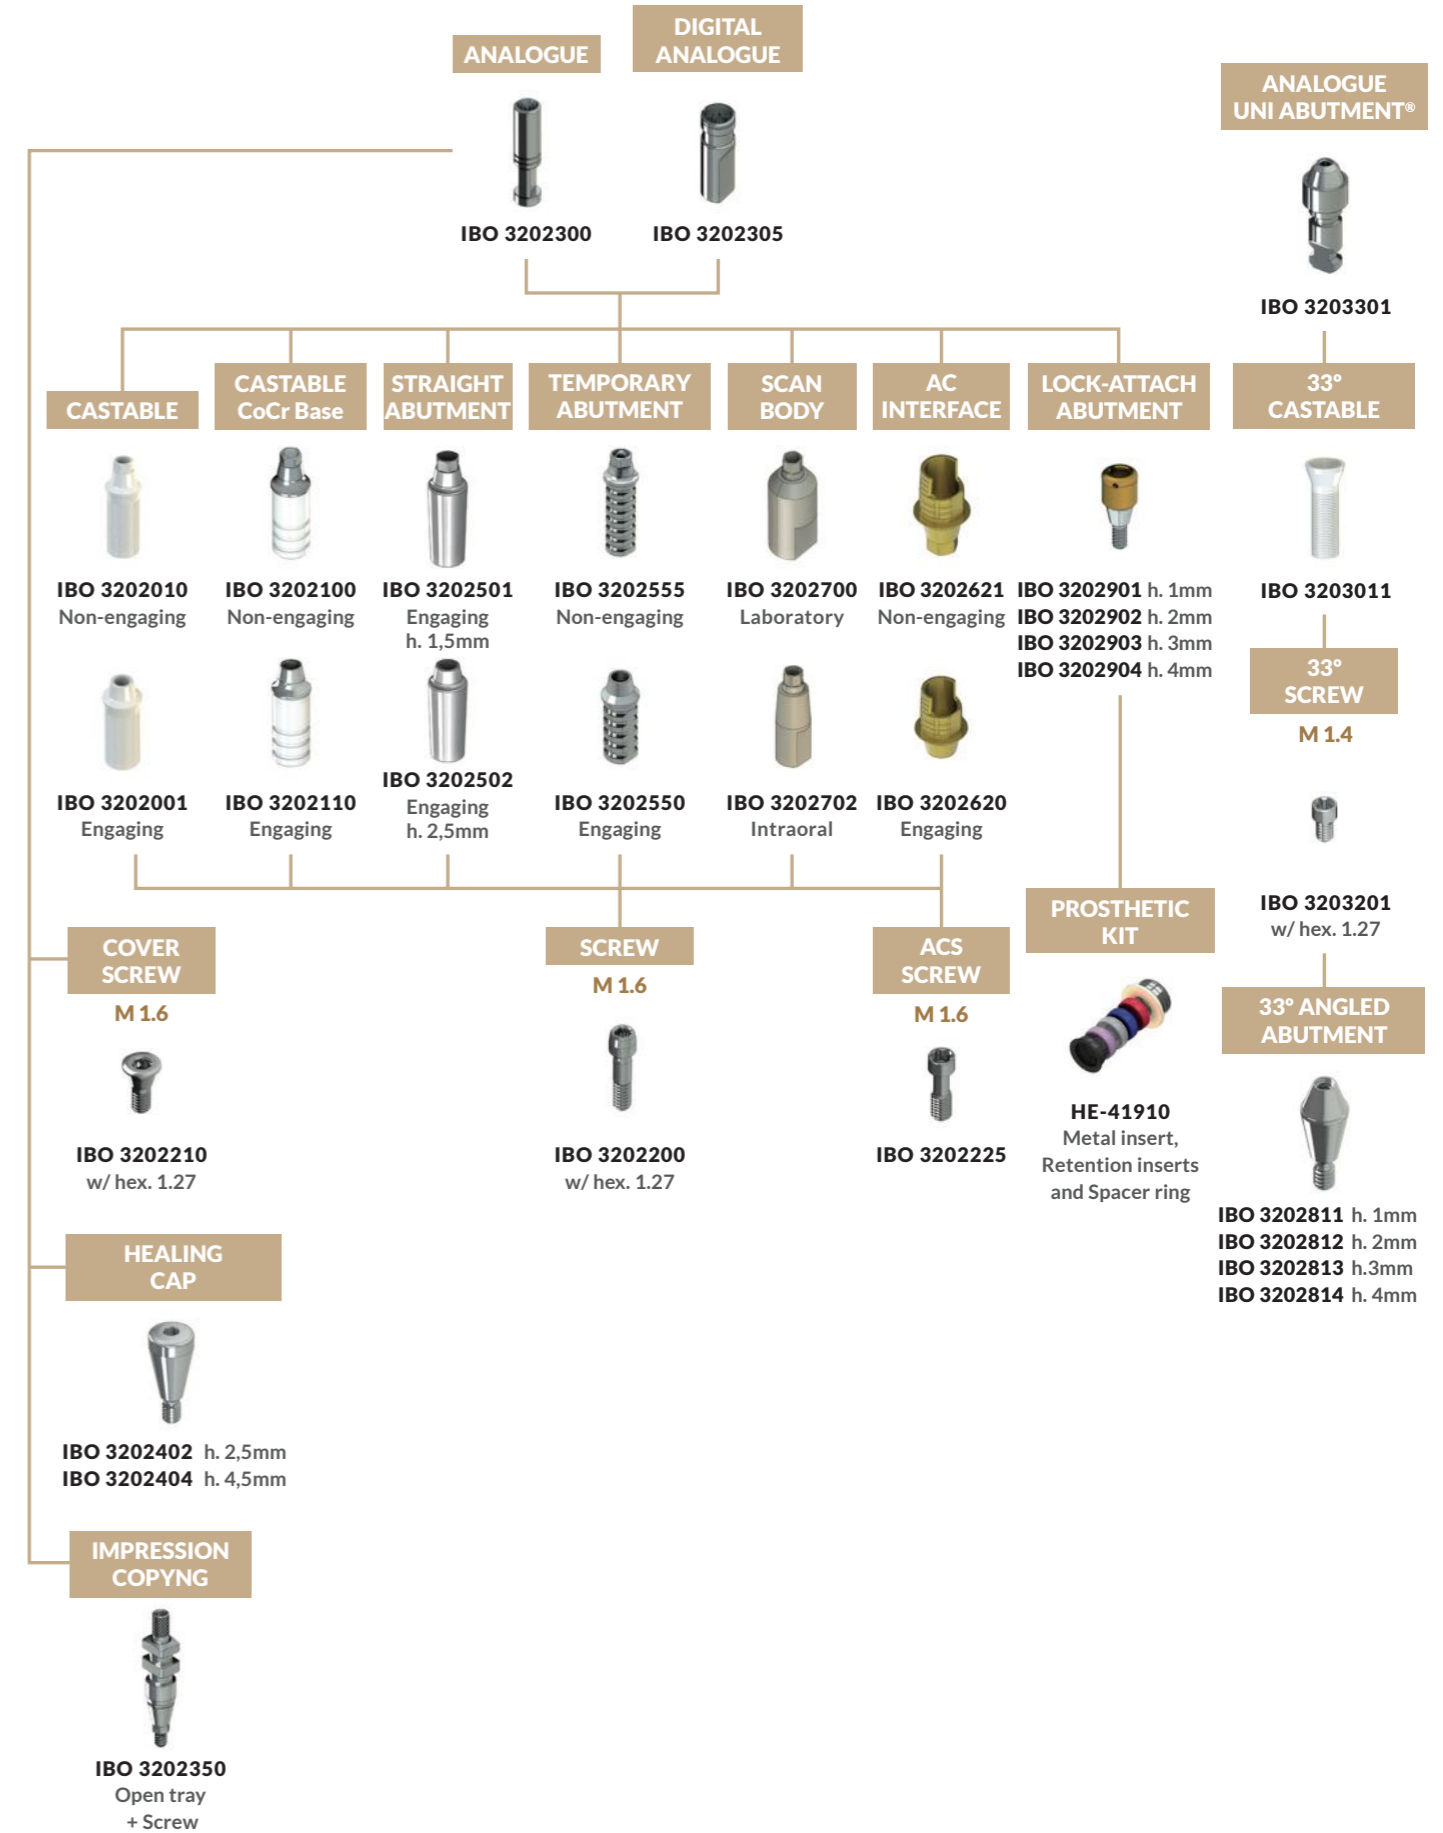 ANALOGUE
IBO 3202300
DIGITAL
ANALOGUE
IBO 3202305
ANALOGUE
UNI ABUTMENT®
IBO 3203301
CASTABLE
IBO 3202010
Non-engaging
IBO 3202001
Engaging
CASTABLE
CoCr Base
IBO 3202100
Non-engaging
IBO 3202110
Engaging
STRAIGHT
ABUTMENT
IBO 3202501
Engaging
h. 1,5mm
IBO 3202502
Engaging
h. 2,5mm
TEMPORARY
ABUTMENT
IBO 3202555
Non-engaging
IBO 3202550
Engaging
SCAN
BODY
IBO 3202700
Laboratory
IBO 3202702
Intraoral
AC
INTERFACE
IBO 3202621
Non-engaging
IBO 3202620
Engaging
LOCK-ATTACH
ABUTMENT
IBO 3202901 h. 1mm
IBO 3202902 h. 2mm
IBO 3202903 h. 3mm
IBO 3202904 h. 4mm
33º
CASTABLE
IBO 3203011
33º
SCREW
M 1.4
IBO 3203201
w/ hex. 1.27
33º ANGLED
ABUTMENT
IBO 3202811 h. 1mm
IBO 3202812 h. 2mm
IBO 3202813 h.3mm
IBO 3202814 h. 4mm
COVER
SCREW
M 1.6
IBO 3202210
w/ hex. 1.27
SCREW
M 1.6
IBO 3202200
w/ hex. 1.27
ACS
SCREW
M 1.6
IBO 3202225
PROSTHETIC
KIT
HE-41910
Metal insert,
Retention inserts
and Spacer ring
HEALING
CAP
IBO 3202402 h. 2,5mm
IBO 3202404 h. 4,5mm
IMPRESSION
COPYNG
IBO 3202350
Open tray
+ Screw